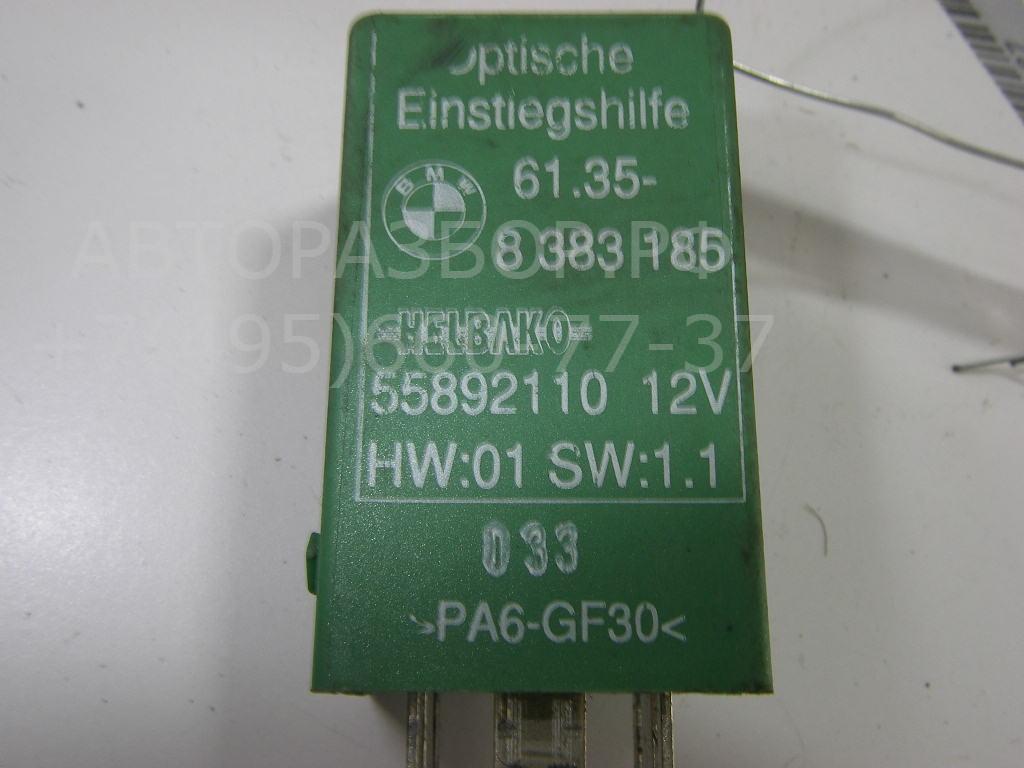 Optische
Einstiegshilfe
BMW
61.35-
8 383 185
HELBAKO
55892110 12V
HW:01 SW:1.1
033
>PA6-GF30<
АВТОРАЗБОР.РФ